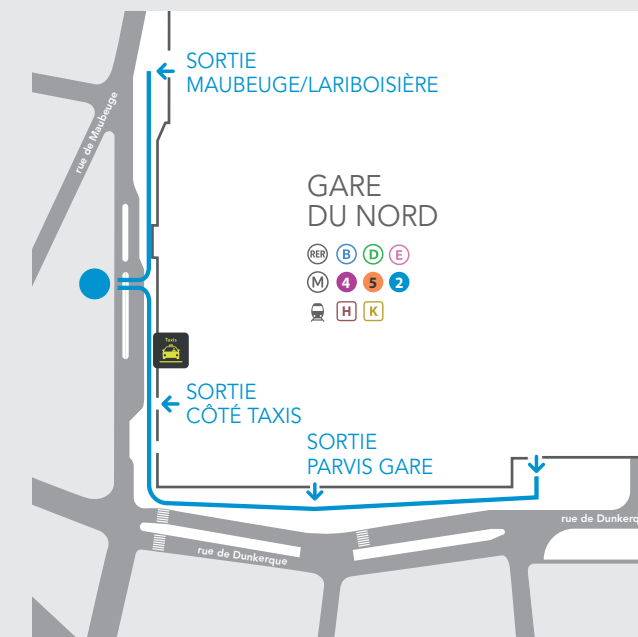 SORTIE
MAUBEUGE/LARIBOISIÈRE
rue de Maubeuge
GARE
DU NORD
RER B D E
M 4 5 2
H K
Taxis
SORTIE
CÔTÉ TAXIS
SORTIE
PARVIS GARE
rue de Dunkerq
rue de Dunkerque